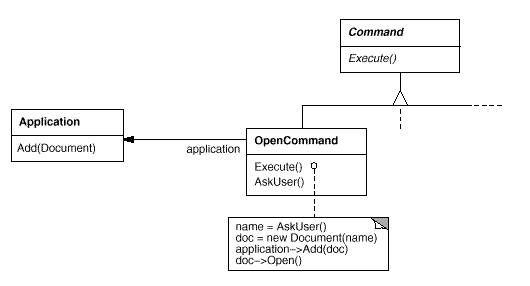 Command
Execute()
Application
Add(Document)
application
OpenCommand
Execute()
AskUser()
name = AskUser()
doc = new Document(name)
application->Add(doc)
doc->Open()